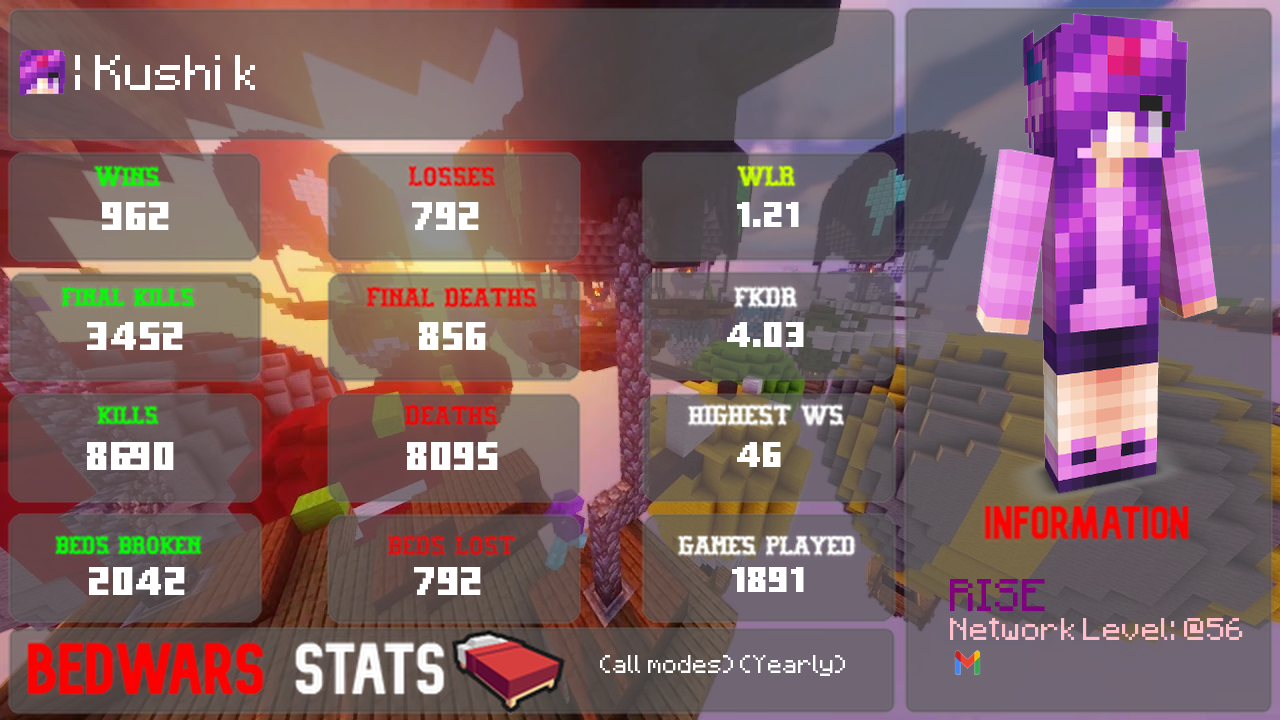 ¦ Kushik
WINS
962
LOSSES
792
WLR
1.21
FINAL KILLS
3452
FINAL DEATHS
856
FKDR
4.03
KILLS
8690
DEATHS
8095
HIGHEST WS
46
BEDS BROKEN
2042
BEDS LOST
792
GAMES PLAYED
1891
BEDWARS STATS
(all modes) (Yearly)
INFORMATION
RISE
Network Level: @56